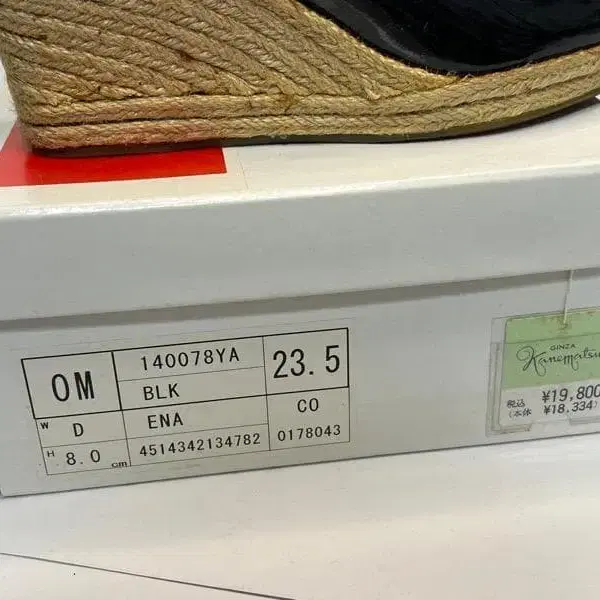 OM
140078YA
23.5
BLK
W D
ENA
CO
H 8.0 cm
4514342134782
0178043
GINZA
Kanematsu
税込 ¥19,800
(本体 ¥18,334)